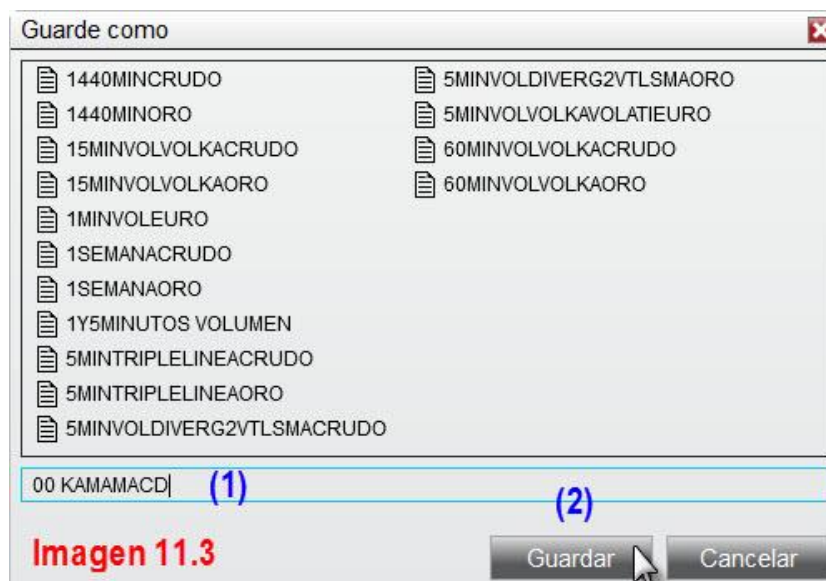 Guarde como
1440MINCRUDO
1440MINORO
15MINVOLVOLKACRUDO
15MINVOLVOLKAORO
1MINVOLEURO
1SEMANACRUDO
1SEMANAORO
1Y5MINUTOS VOLUMEN
5MINTRIPLELINEACRUDO
5MINTRIPLELINEAORO
5MINVOLDIVERG2VTLSMACRUDO
5MINVOLDIVERG2VTLSMAORO
5MINVOLVOLKAVOLATIEURO
60MINVOLVOLKACRUDO
60MINVOLVOLKAORO
00 KAMAMACD (1)
(2)
Imagen 11.3
Guardar
Cancelar